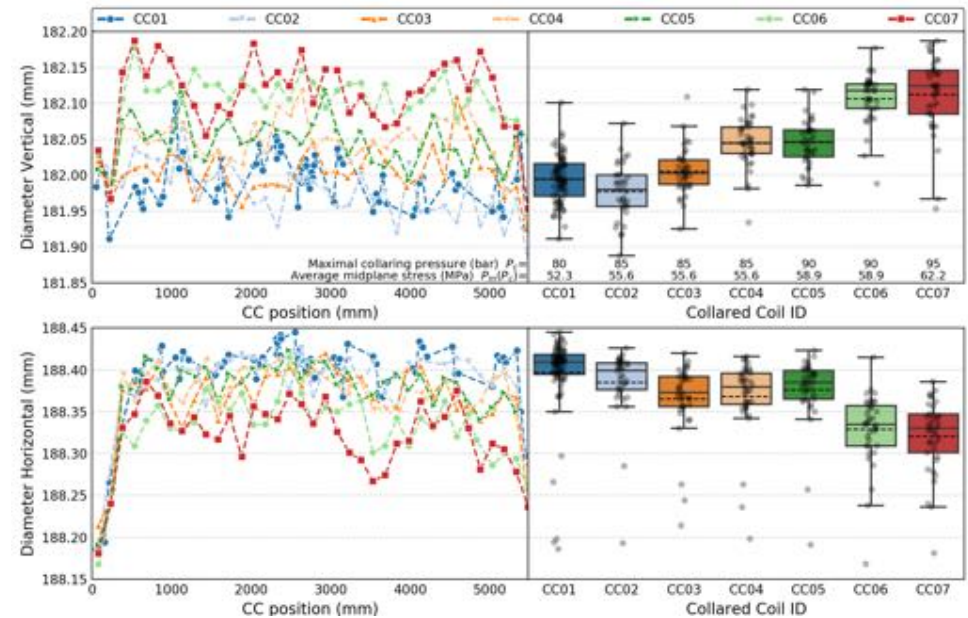 CC01 CC02 CC03 CC04 CC05 CC06 CC07
Diameter Vertical (mm)
182.20
182.15
182.10
182.05
182.00
181.95
181.90
181.85
Maximal collaring pressure (bar) Pc= 80 85 85 85 90 90 95
Average midplane stress (MPa) Pm(Pc)= 52.3 55.6 55.6 55.6 58.9 58.9 62.2
0 1000 2000 3000 4000 5000
CC position (mm)
CC01 CC02 CC03 CC04 CC05 CC06 CC07
Collared Coil ID
Diameter Horizontal (mm)
188.45
188.40
188.35
188.30
188.25
188.20
188.15
0 1000 2000 3000 4000 5000
CC position (mm)
CC01 CC02 CC03 CC04 CC05 CC06 CC07
Collared Coil ID